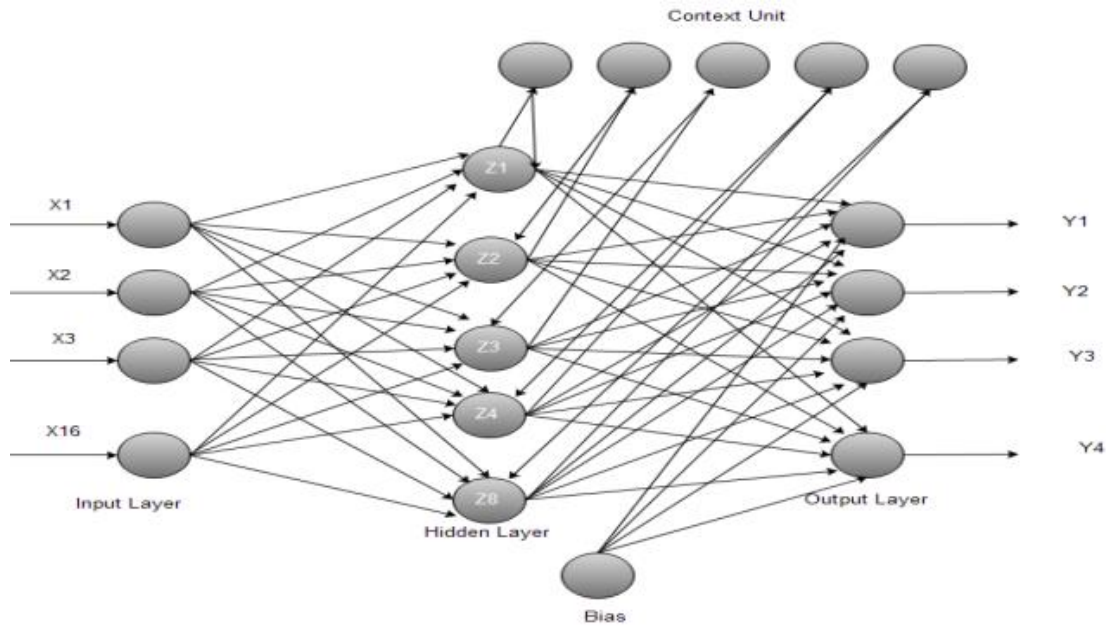 Context Unit
Z1
X1
Y1
Z2
X2
Y2
X3
Z3
Y3
Z4
X16
Y4
Input Layer
Z8
Output Layer
Hidden Layer
Bias